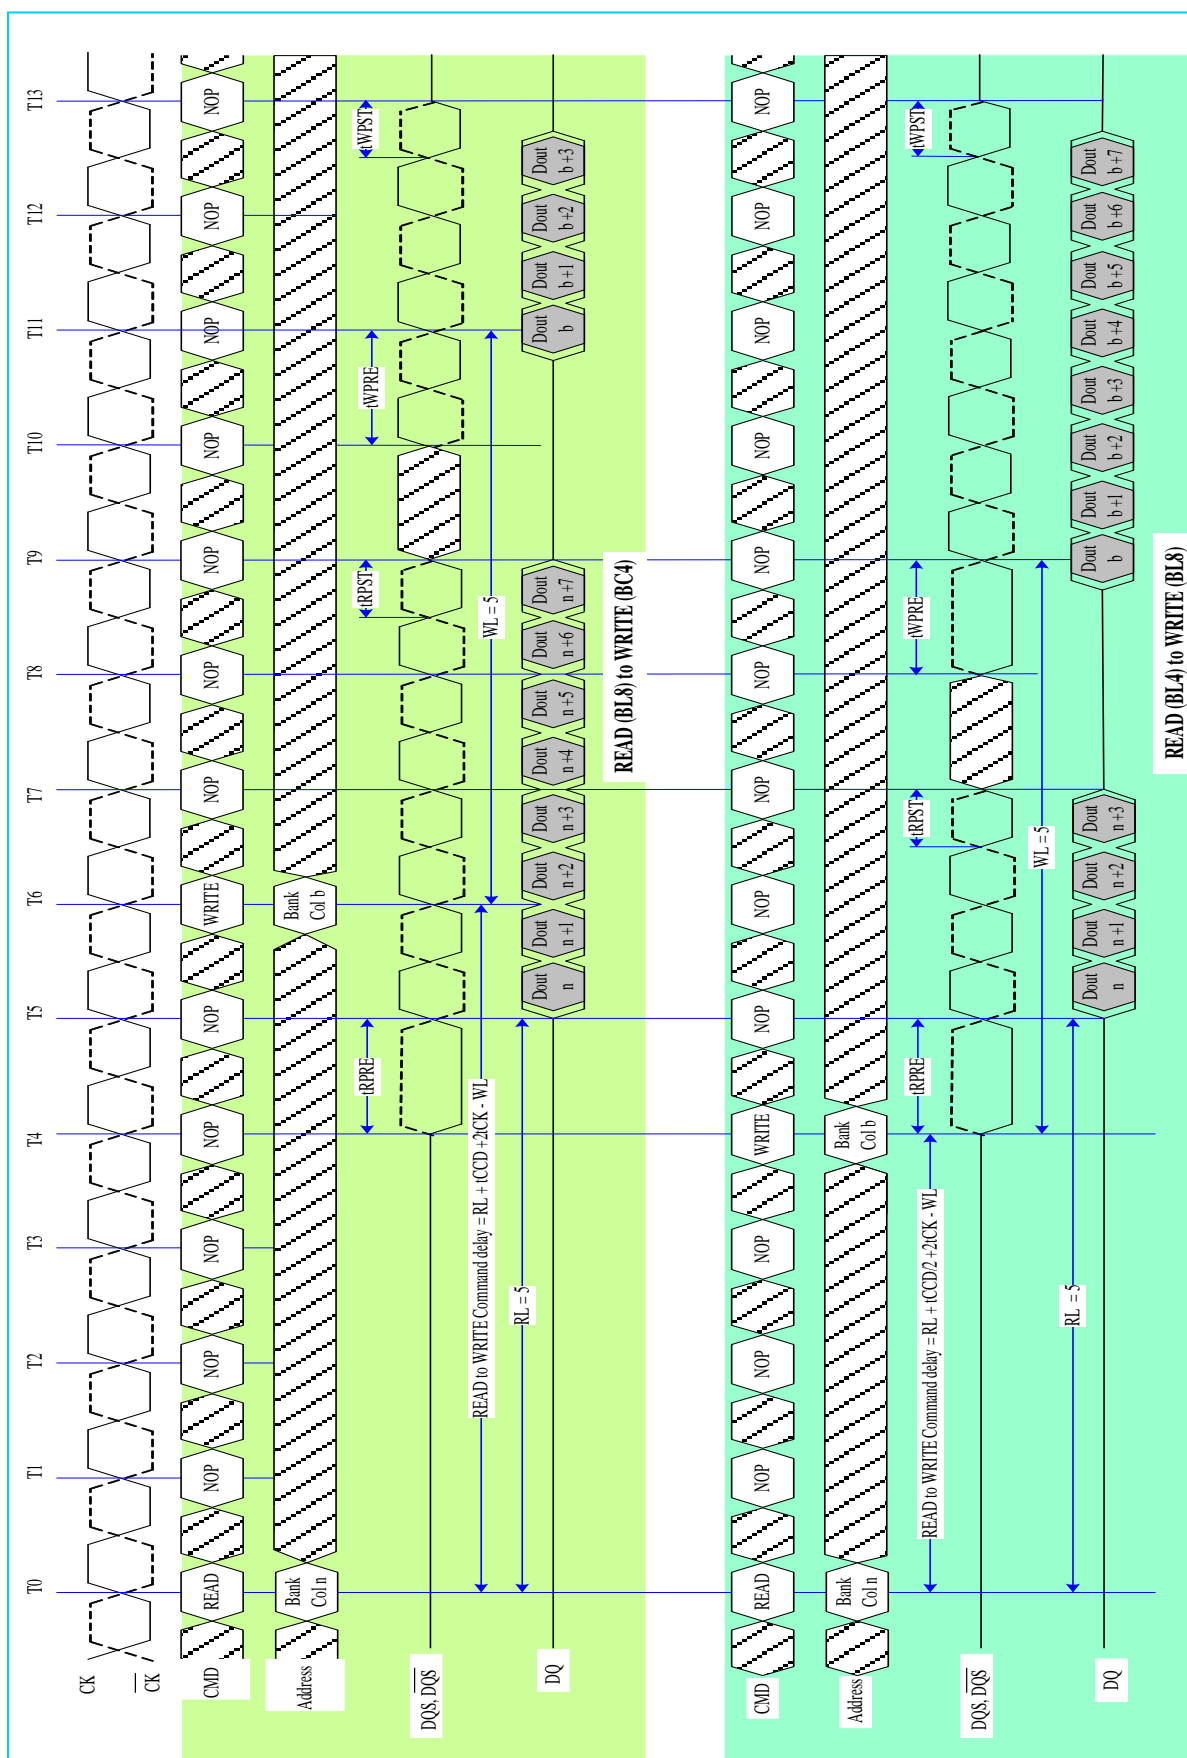 T0 T1 T2 T3 T4 T5 T6 T7 T8 T9 T10 T11 T12 T13
CK
CK
CMD READ NOP NOP NOP NOP NOP WRITE NOP NOP NOP NOP NOP NOP NOP
Address Bank Bank
Col n Col b
tRPRE tRPST tWPRE tWPST
DQS, DQS
READ to WRITE Command delay = RL + tCCD +2tCK - WL WL = 5
RL = 5
DQ Dout Dout Dout Dout Dout Dout Dout Dout Dout Dout Dout Dout
n n+1 n+2 n+3 n+4 n+5 n+6 n+7 b b+1 b+2 b+3
READ (BL8) to WRITE (BC4)
CMD READ NOP NOP NOP WRITE NOP NOP NOP NOP NOP NOP NOP NOP NOP
Address Bank Bank
Col n Col b
tRPRE tRPST tWPRE tWPST
READ to WRITE Command delay = RL + tCCD/2 +2tCK - WL
DQS, DQS
WL = 5
RL = 5
DQ Dout Dout Dout Dout Dout Dout Dout Dout Dout Dout Dout Dout
n n+1 n+2 n+3 b b+1 b+2 b+3 b+4 b+5 b+6 b+7
READ (BL4) to WRITE (BL8)